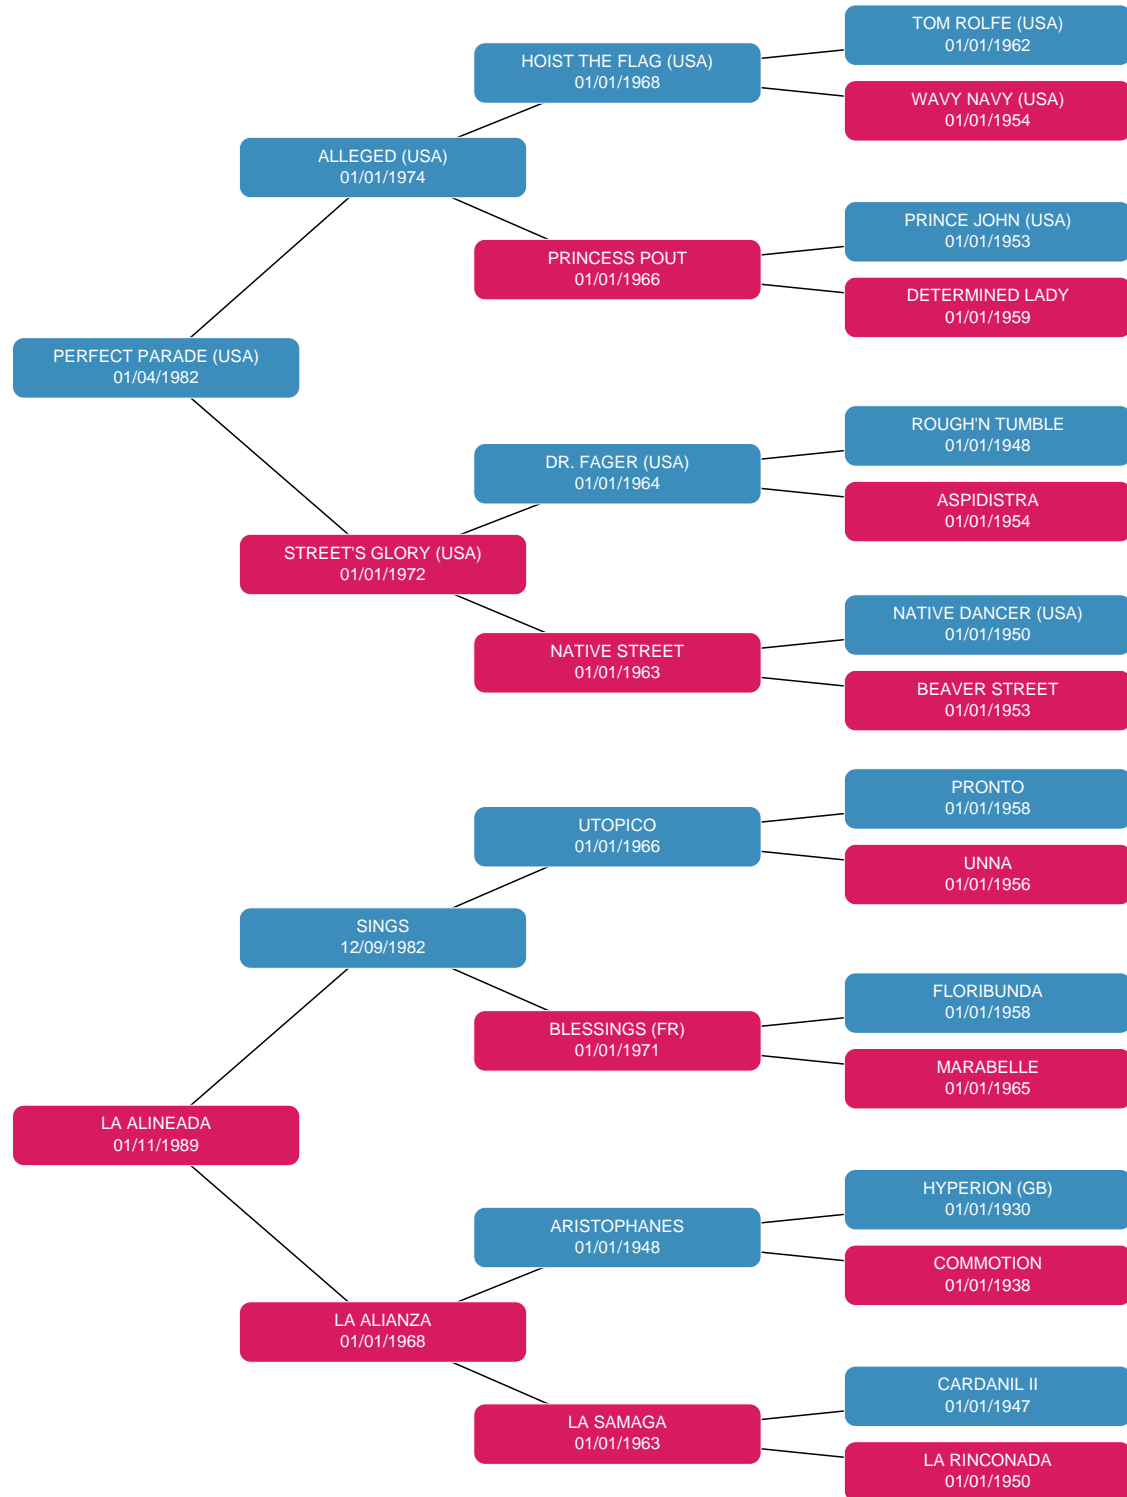 TOM ROLFE (USA)
01/01/1962
HOIST THE FLAG (USA)
01/01/1968
WAVY NAVY (USA)
01/01/1954
ALLEGED (USA)
01/01/1974
PRINCE JOHN (USA)
01/01/1953
PRINCESS POUT
01/01/1966
DETERMINED LADY
01/01/1959
PERFECT PARADE (USA)
01/04/1982
ROUGH'N TUMBLE
01/01/1948
DR. FAGER (USA)
01/01/1964
ASPIDISTRA
01/01/1954
STREET'S GLORY (USA)
01/01/1972
NATIVE DANCER (USA)
01/01/1950
NATIVE STREET
01/01/1963
BEAVER STREET
01/01/1953
PRONTO
01/01/1958
UTOPICO
01/01/1966
UNNA
01/01/1956
SINGS
12/09/1982
FLORIBUNDA
01/01/1958
BLESSINGS (FR)
01/01/1971
MARABELLE
01/01/1965
LA ALINEADA
01/11/1989
HYPERION (GB)
01/01/1930
ARISTOPHANES
01/01/1948
COMMOTION
01/01/1938
LA ALIANZA
01/01/1968
CARDANIL II
01/01/1947
LA SAMAGA
01/01/1963
LA RINCONADA
01/01/1950